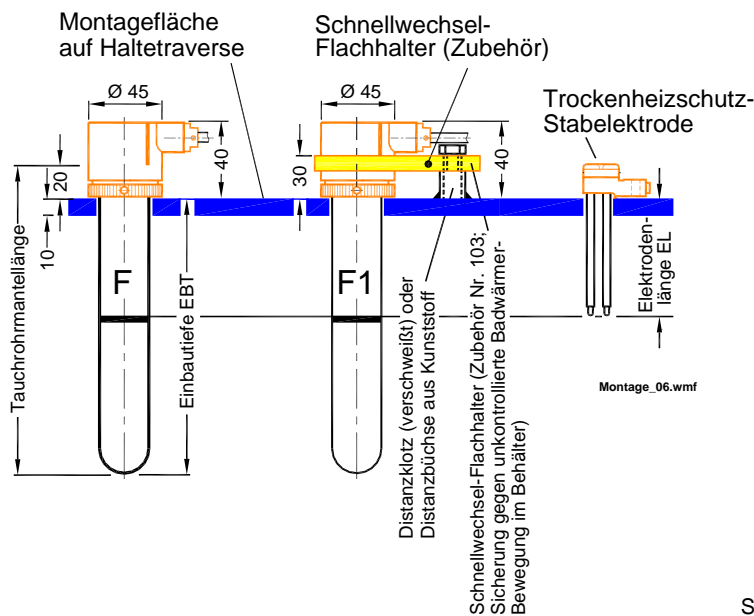 Montagefläche
auf Haltetraverse
Schnellwechsel-
Flachhalter (Zubehör)
Trockenheizschutz-
Stabelektrode
Ø 45
Ø 45
40
40
20
30
10
F
F1
Tauchrohrmantellänge
Einbautiefe EBT
Distanzklotz (verschweißt) oder
Distanzbüchse aus Kunststoff
Schnellwechsel-Flachhalter (Zubehör Nr. 103;
Sicherung gegen unkontrollierte Badwärmer-
Bewegung im Behälter)
Elektroden-
länge EL
Montage_06.wmf
S